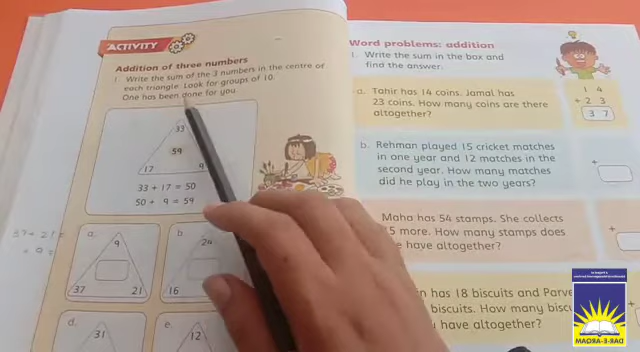 ACTIVITY
Addition of three numbers
1. Write the sum of the 3 numbers in the centre of
each triangle. Look for groups of 10.
One has been done for you.
33
59
17 9
33 + 17 = 50
50 + 9 = 59
a.
9
37 21
b.
24
16
d.
31
e.
12
Word problems: addition
1. Write the sum in the box and
find the answer.
a. Tahir has 14 coins. Jamal has
23 coins. How many coins are there
altogether?
1 4
+ 2 3
3 7
b. Rehman played 15 cricket matches
in one year and 12 matches in the
second year. How many matches
did he play in the two years?
+
Maha has 54 stamps. She collects
5 more. How many stamps does
have altogether?
+
has 18 biscuits and
biscuits. How many
have altogether?
+
DAR-E-ARQAM